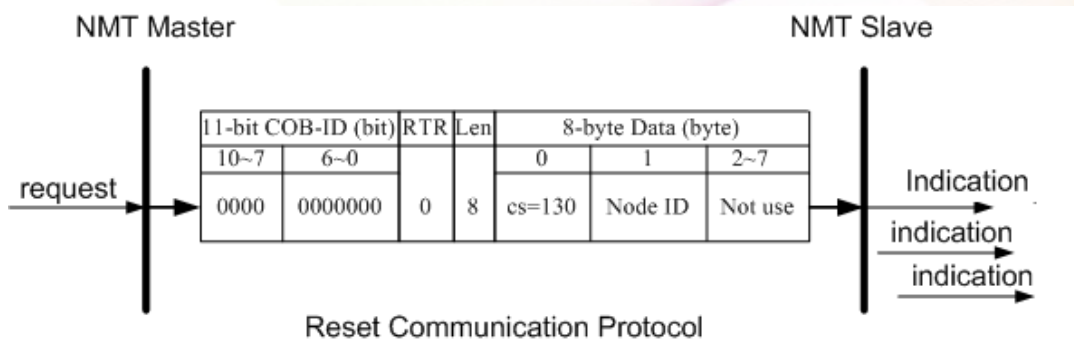 NMT Master NMT Slave
11-bit COB-ID (bit) RTR Len 8-byte Data (byte)
10~7 6~0 0 1 2~7
request 0000 0000000 0 8 cs=130 Node ID Not use Indication
indication
indication
Reset Communication Protocol